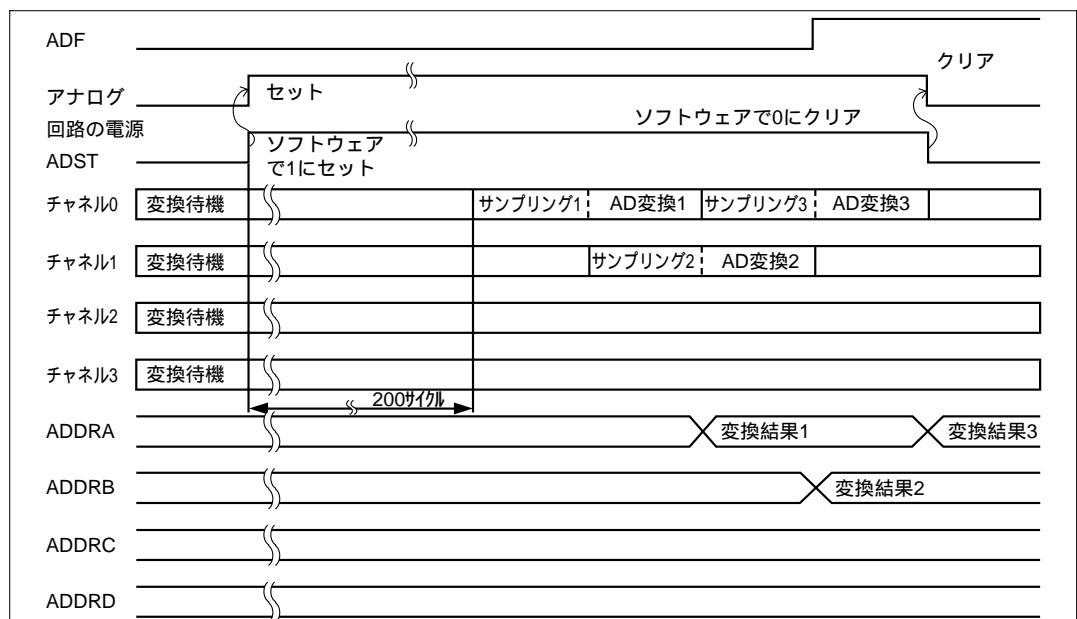 ADF
クリア
アナログ
セット
回路の電源
ソフトウェアで0にクリア
ADST
ソフトウェア
で1にセット
チャネル0 変換待機 サンプリング1 AD変換1 サンプリング3 AD変換3
チャネル1 変換待機 サンプリング2 AD変換2
チャネル2 変換待機
チャネル3 変換待機
200サイクル
ADDRA 変換結果1 変換結果3
ADDRB 変換結果2
ADDRC
ADDRD